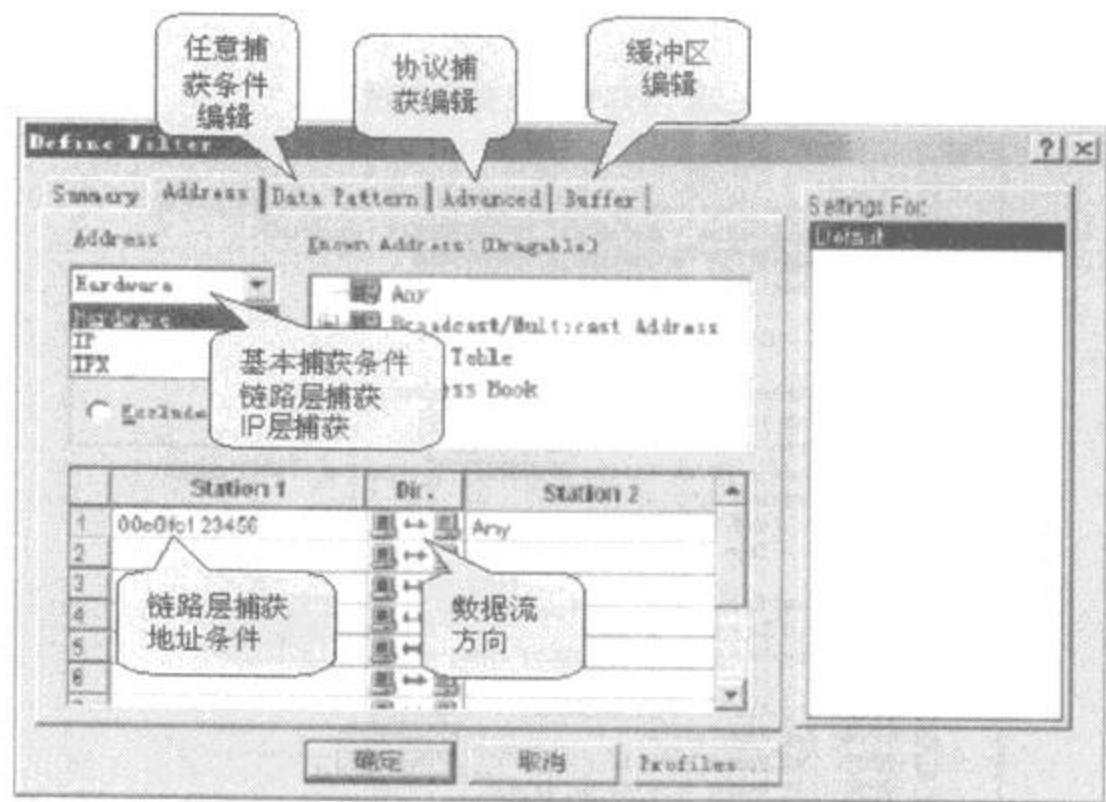 任意捕
获条件
编辑
协议捕
获编辑
缓冲区
编辑
Define Filter
Summary Address Data Pattern Advanced Buffer
Settings For:
Default
Address
Known Address: (Dragable)
Hardware
Hardware
IP
IPX
Any
Broadcast/Multicast Address
Table
ss Book
基本捕获条件
链路层捕获
IP层捕获
Station 1 Dir. Station 2
1 00e0fc123456 Any
2
3
4
5
6
链路层捕获
地址条件
数据流
方向
确定 取消 Profiles...